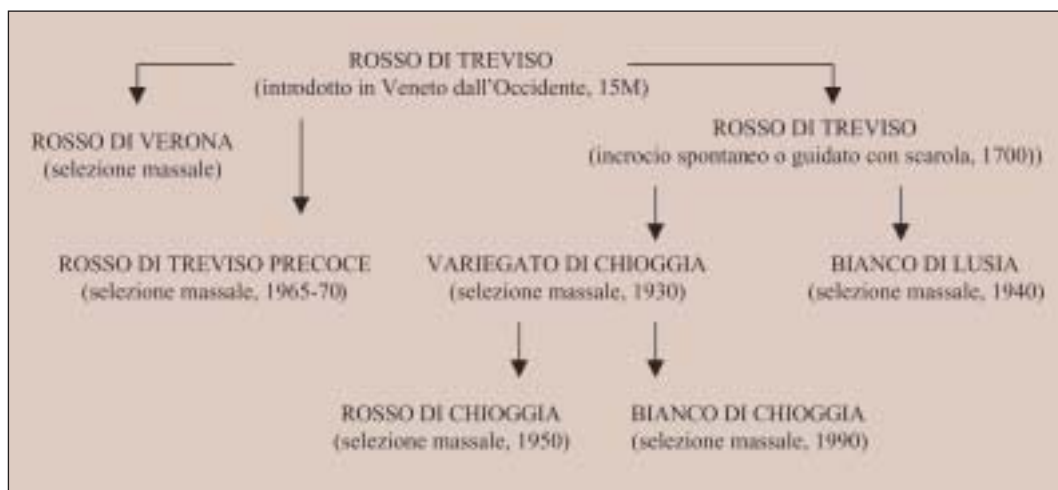 ROSSO DI TREVISO
(introdotto in Veneto dall'Occidente, 15M)
ROSSO DI VERONA
(selezione massale)
ROSSO DI TREVISO
(incrocio spontaneo o guidato con scarola, 1700))
ROSSO DI TREVISO PRECOCE
(selezione massale, 1965-70)
VARIEGATO DI CHIOGGIA
(selezione massale, 1930)
BIANCO DI LUSIA
(selezione massale, 1940)
ROSSO DI CHIOGGIA
(selezione massale, 1950)
BIANCO DI CHIOGGIA
(selezione massale, 1990)